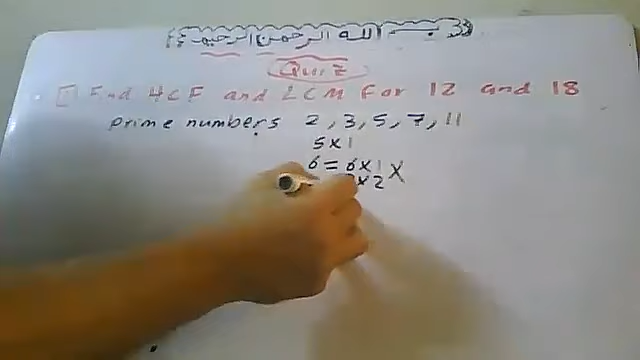 بسم الله الرحمن الرحيم
Quiz
1 Find HCF and LCM for 12 and 18
prime numbers 2, 3, 5, 7, 11
5 x 1
6 = 6 x 1 X
x 2